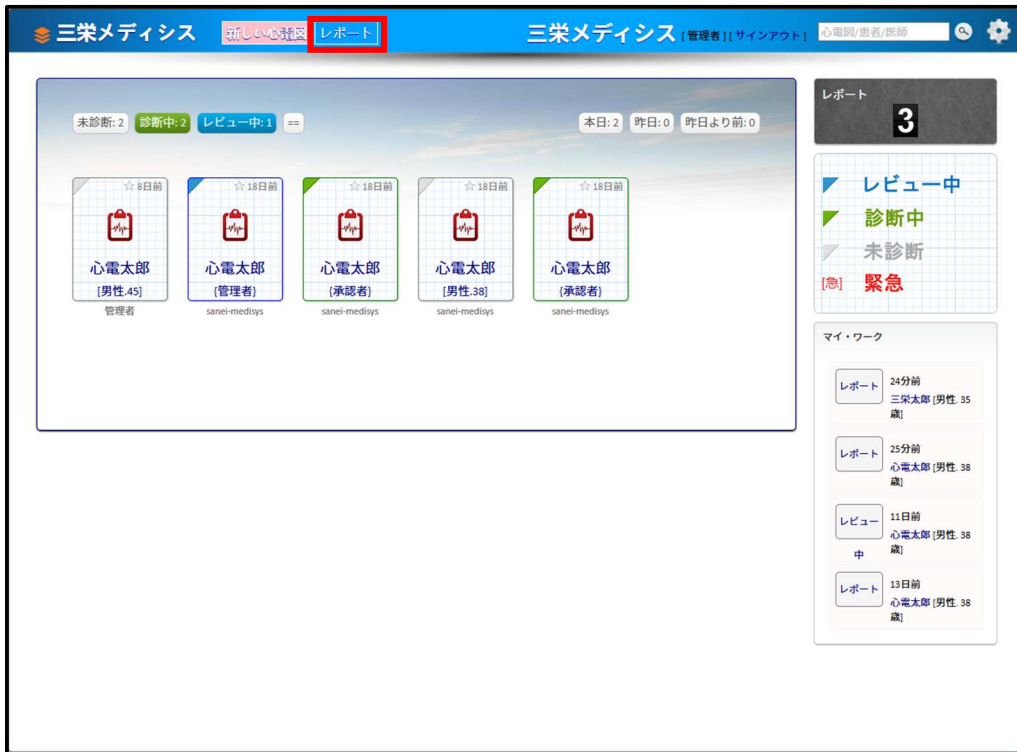 三栄メディシス 新しい心電図 レポート 三栄メディシス [管理者][サインアウト] 心電図/患者/医師
未診断: 2 診断中: 2 レビュー中: 1 == 本日: 2 昨日: 0 昨日より前: 0
☆ 8日前 ☆ 18日前 ☆ 18日前 ☆ 18日前 ☆ 18日前
心電太郎 心電太郎 心電太郎 心電太郎 心電太郎
[男性.45] {管理者} {承認者} [男性.38] {承認者}
管理者 sanei-medisys sanei-medisys sanei-medisys sanei-medisys
レポート
3
レビュー中
診断中
未診断
[急] 緊急
マイ・ワーク
レポート 24分前
三栄太郎 [男性. 35
歳]
レポート 25分前
心電太郎 [男性. 38
歳]
レビュー 11日前
心電太郎 [男性. 38
中 歳]
レポート 13日前
心電太郎 [男性. 38
歳]